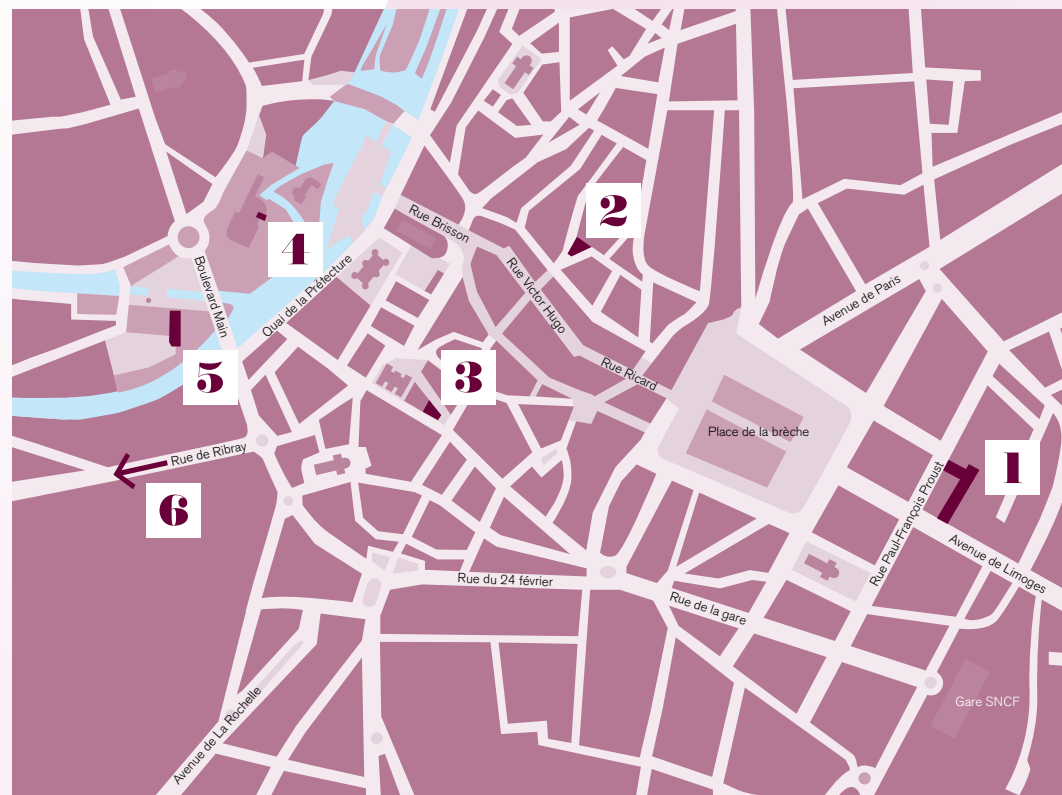 Rue Brisson
2
4
Boulevard Main
Quai de la Préfecture
Rue Victor Hugo
Avenue de Paris
5
3
Rue Ricard
Place de la brèche
Rue de Ribray
6
1
Rue Paul-François Proust
Avenue de Limoges
Rue du 24 février
Rue de la gare
Gare SNCF
Avenue de La Rochelle